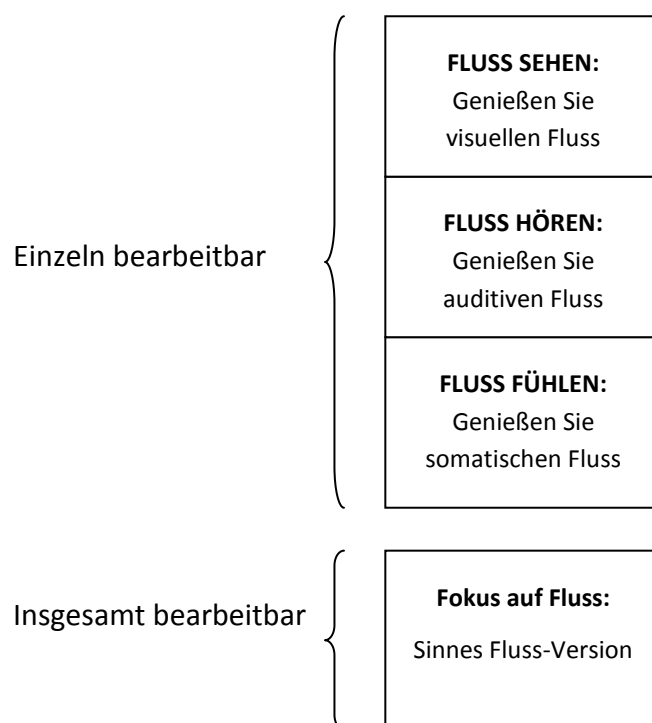 FLUSS SEHEN:
Genießen Sie
visuellen Fluss
Einzeln bearbeitbar
FLUSS HÖREN:
Genießen Sie
auditiven Fluss
FLUSS FÜHLEN:
Genießen Sie
somatischen Fluss
Insgesamt bearbeitbar
Fokus auf Fluss:
Sinnes Fluss-Version